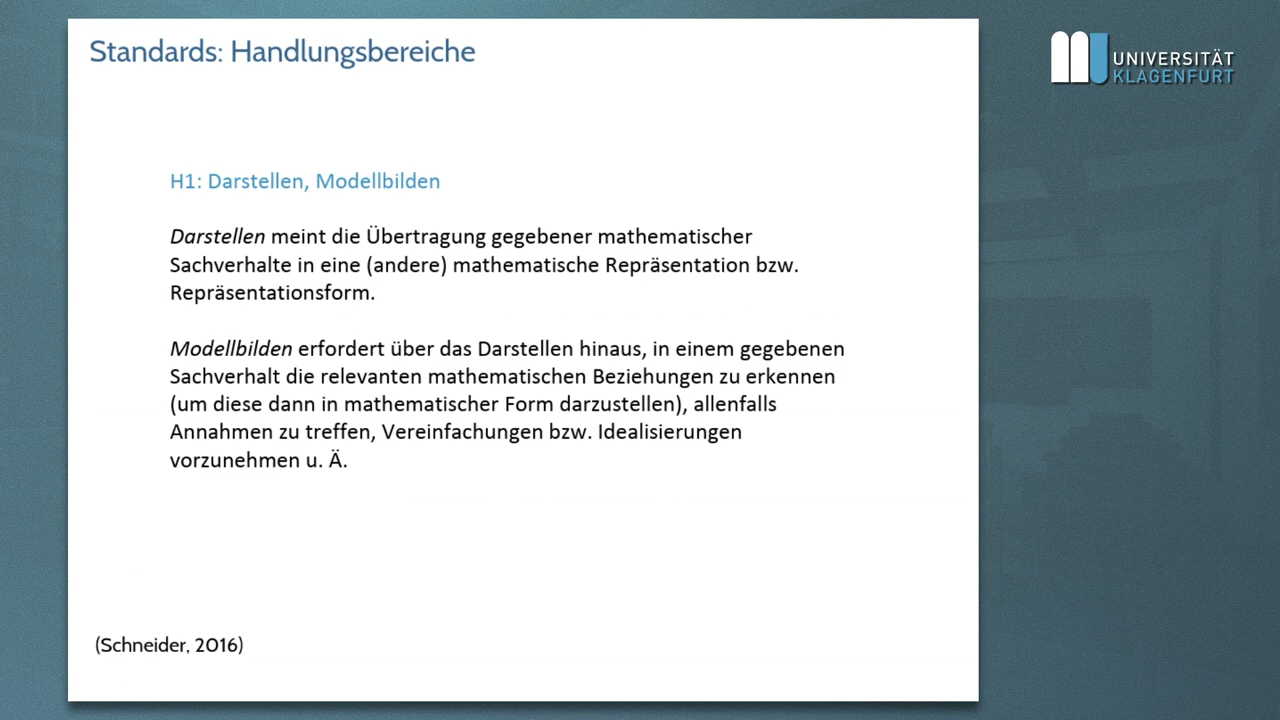 Standards: Handlungsbereiche
UNIVERSITÄT
KLAGENFURT
H1: Darstellen, Modellbilden
Darstellen meint die Übertragung gegebener mathematischer
Sachverhalte in eine (andere) mathematische Repräsentation bzw.
Repräsentationsform.
Modellbilden erfordert über das Darstellen hinaus, in einem gegebenen
Sachverhalt die relevanten mathematischen Beziehungen zu erkennen
(um diese dann in mathematischer Form darzustellen), allenfalls
Annahmen zu treffen, Vereinfachungen bzw. Idealisierungen
vorzunehmen u. Ä.
(Schneider, 2016)